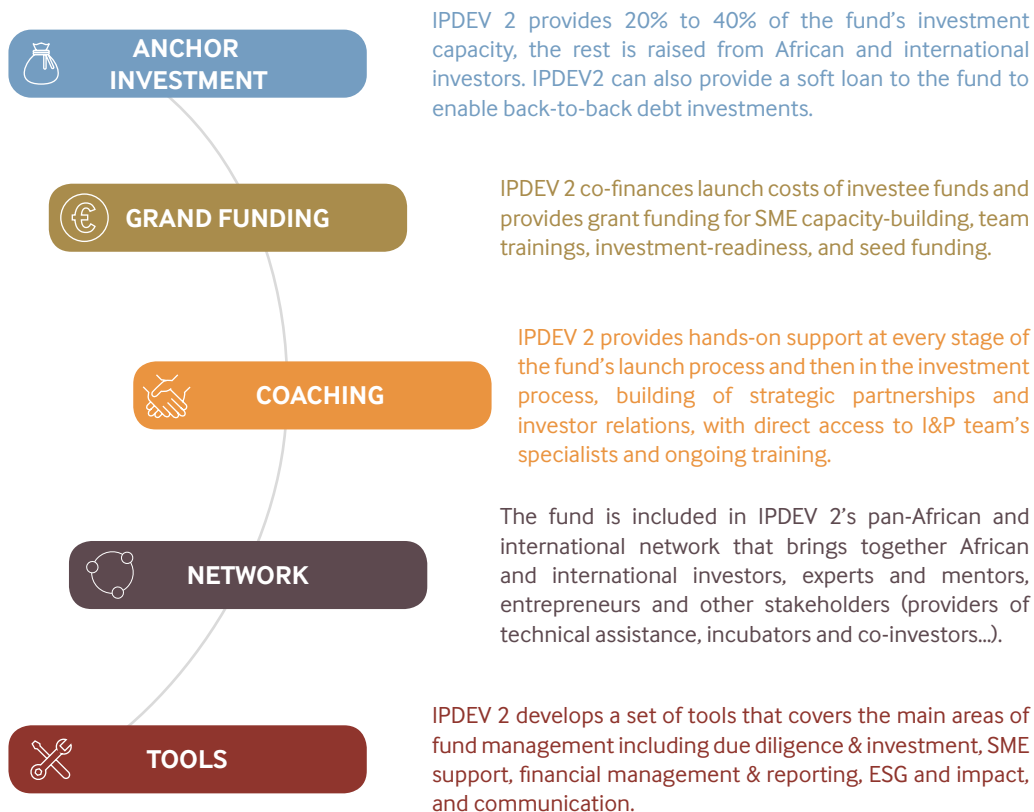 ANCHOR
INVESTMENT
IPDEV 2 provides 20% to 40% of the fund's investment
capacity, the rest is raised from African and international
investors. IPDEV2 can also provide a soft loan to the fund to
enable back-to-back debt investments.
€
GRAND FUNDING
IPDEV 2 co-finances launch costs of investee funds and
provides grant funding for SME capacity-building, team
trainings, investment-readiness, and seed funding.
COACHING
IPDEV 2 provides hands-on support at every stage of
the fund's launch process and then in the investment
process, building of strategic partnerships and
investor relations, with direct access to I&P team's
specialists and ongoing training.
NETWORK
The fund is included in IPDEV 2's pan-African and
international network that brings together African
and international investors, experts and mentors,
entrepreneurs and other stakeholders (providers of
technical assistance, incubators and co-investors...).
TOOLS
IPDEV 2 develops a set of tools that covers the main areas of
fund management including due diligence & investment, SME
support, financial management & reporting, ESG and impact,
and communication.